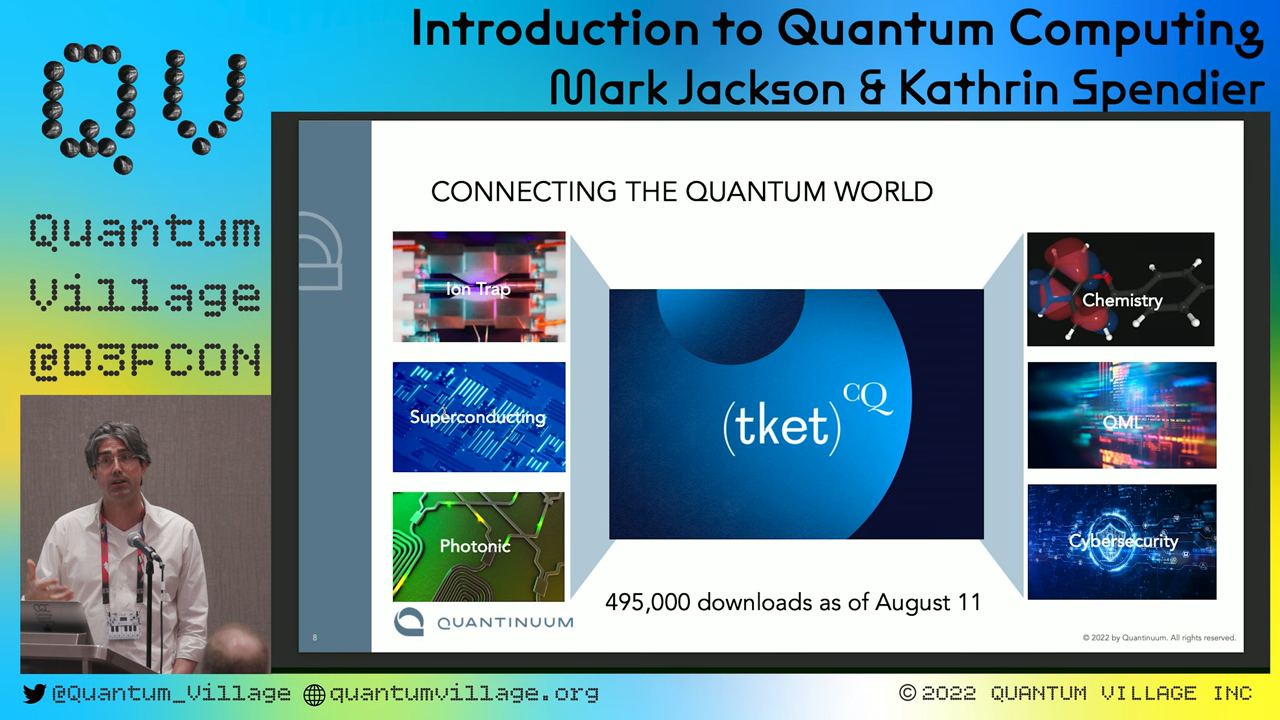 Introduction to Quantum Computing
Mark Jackson & Kathrin Spendier
QV
Quantum
Village
@D3FCON
CONNECTING THE QUANTUM WORLD
Ion Trap
Superconducting
Photonic
⟨tket⟩ CQ
Chemistry
QML
Cybersecurity
495,000 downloads as of August 11
QUANTINUUM
8
© 2022 by Quantinuum. All rights reserved.
@Quantum_Village
quantumvillage.org
© 2022 QUANTUM VILLAGE INC